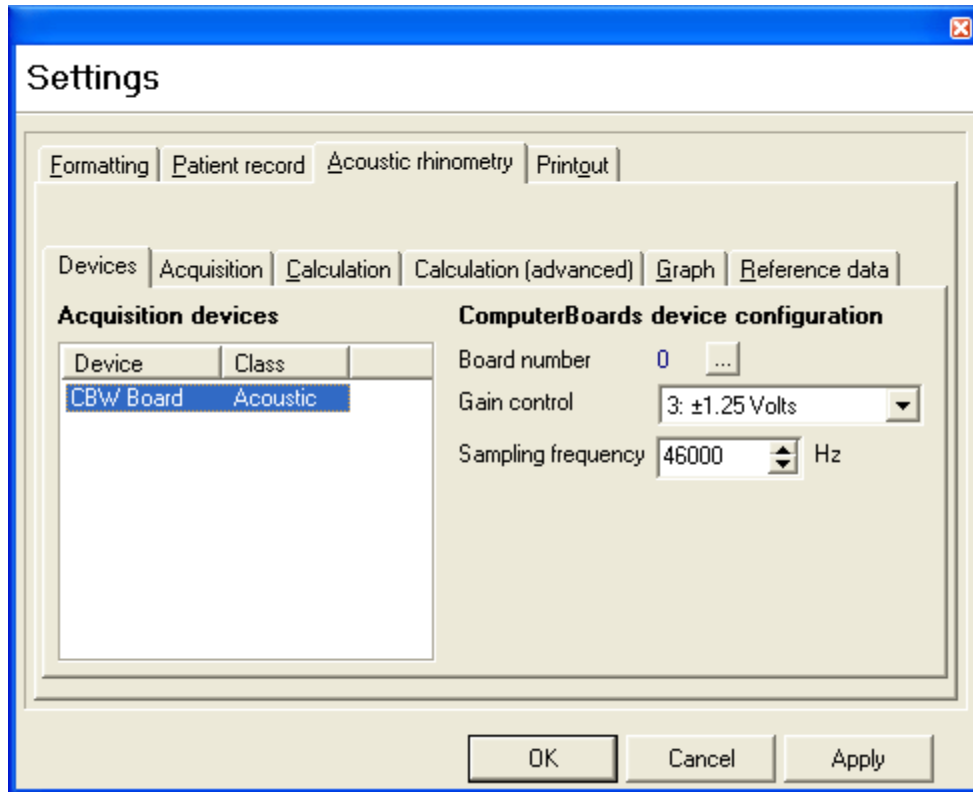 Settings
Formatting Patient record Acoustic rhinometry Printout
Devices Acquisition Calculation Calculation (advanced) Graph Reference data
Acquisition devices
Device Class
CBW Board Acoustic
ComputerBoards device configuration
Board number 0 ...
Gain control 3: ±1.25 Volts
Sampling frequency 46000 Hz
OK Cancel Apply